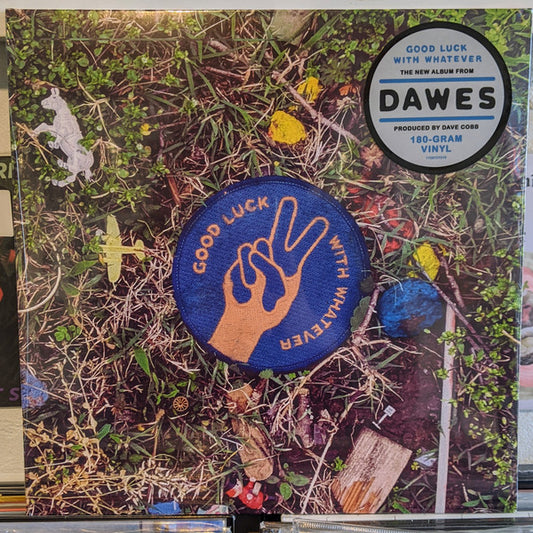 GOOD LUCK
WITH WHATEVER
THE NEW ALBUM FROM
DAWES
PRODUCED BY DAVE COBB
180-GRAM
VINYL
GOOD LUCK
WITH WHATEVER